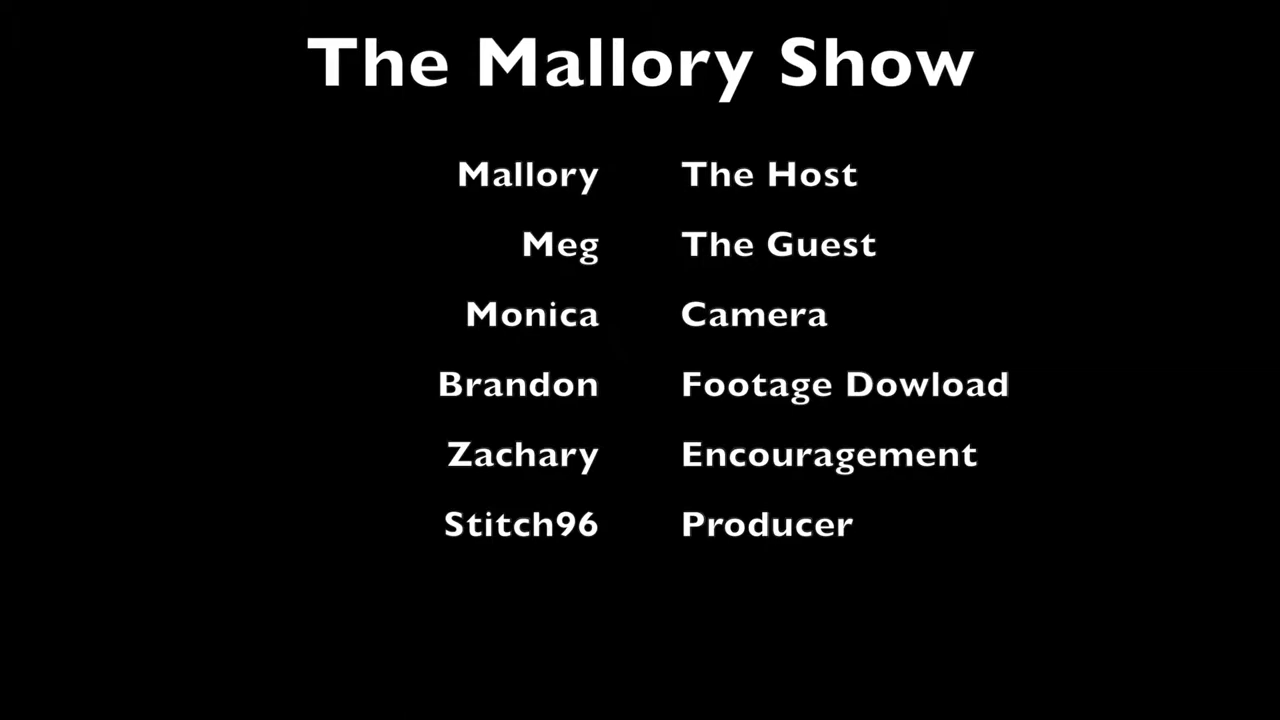 The Mallory Show
Mallory The Host
Meg The Guest
Monica Camera
Brandon Footage Dowload
Zachary Encouragement
Stitch96 Producer